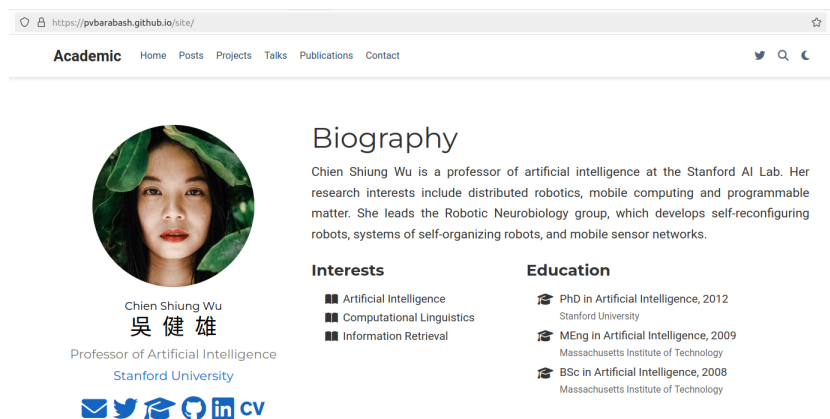 https://pvbarabash.github.io/site/
Academic Home Posts Projects Talks Publications Contact
Biography
Chien Shiung Wu is a professor of artificial intelligence at the Stanford AI Lab. Her
research interests include distributed robotics, mobile computing and programmable
matter. She leads the Robotic Neurobiology group, which develops self-reconfiguring
robots, systems of self-organizing robots, and mobile sensor networks.
Interests
Artificial Intelligence
Computational Linguistics
Information Retrieval
Education
PhD in Artificial Intelligence, 2012
Stanford University
MEng in Artificial Intelligence, 2009
Massachusetts Institute of Technology
BSc in Artificial Intelligence, 2008
Massachusetts Institute of Technology
Chien Shiung Wu
吳健雄
Professor of Artificial Intelligence
Stanford University
in CV